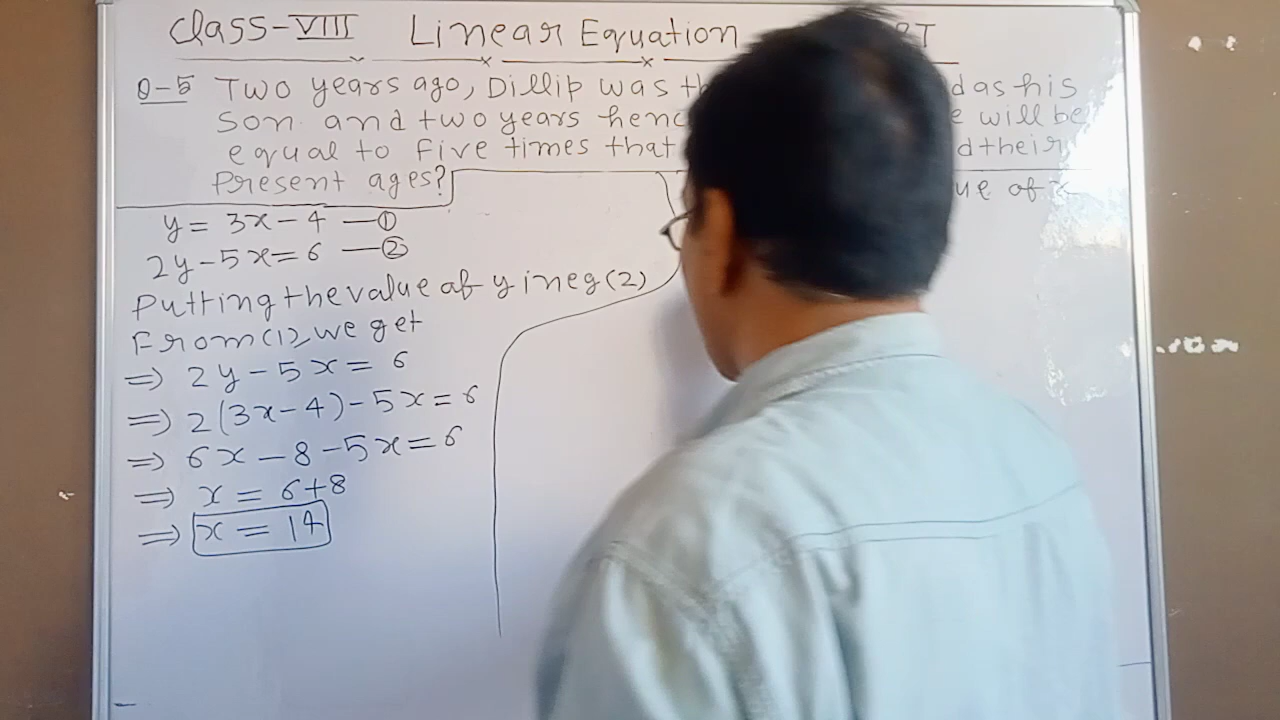 Class-VIII Linear Equation RT
Q-5 Two years ago, Dillip was th d as his
son and two years henc e will be
equal to five times that d their
Present ages?
ue of x
y = 3x - 4 — ①
2y - 5x = 6 — ②
Putting the value of y in eq (2)
From (1), we get
⇒ 2y - 5x = 6
⇒ 2(3x - 4) - 5x = 6
⇒ 6x - 8 - 5x = 6
⇒ x = 6+8
⇒ x = 14